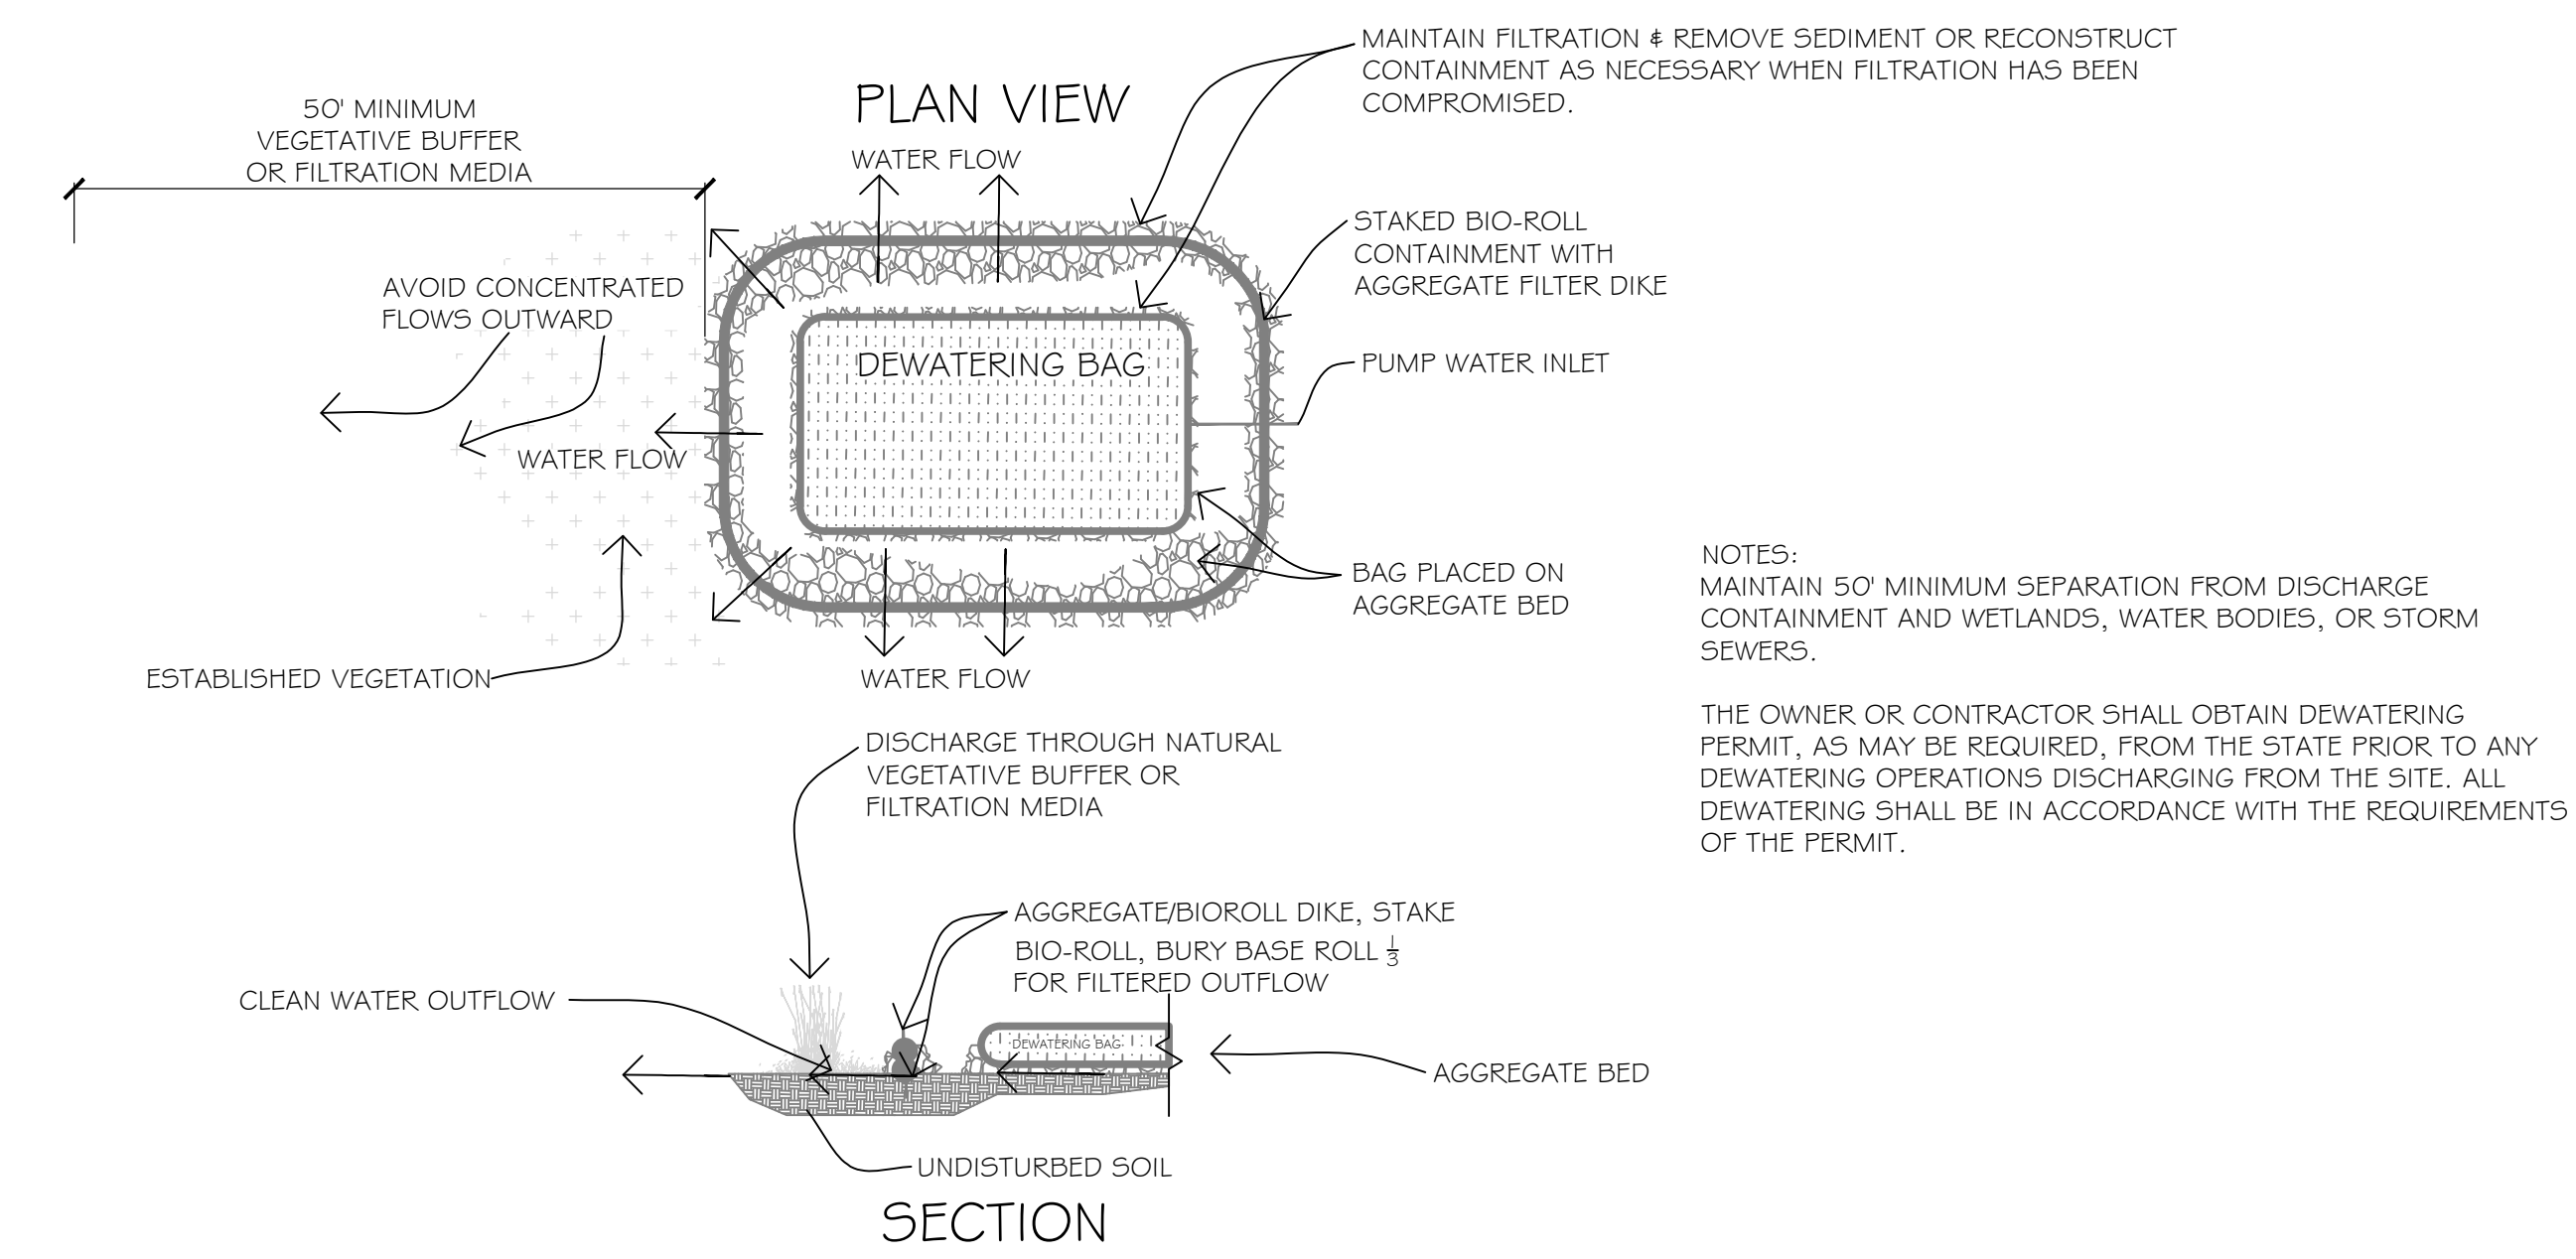 MAINTAIN FILTRATION & REMOVE SEDIMENT OR RECONSTRUCT
CONTAINMENT AS NECESSARY WHEN FILTRATION HAS BEEN
COMPROMISED.
PLAN VIEW
50' MINIMUM
VEGETATIVE BUFFER
OR FILTRATION MEDIA
WATER FLOW
STAKED BIO-ROLL
CONTAINMENT WITH
AGGREGATE FILTER DIKE
AVOID CONCENTRATED
FLOWS OUTWARD
DEWATERING BAG
PUMP WATER INLET
WATER FLOW
BAG PLACED ON
AGGREGATE BED
ESTABLISHED VEGETATION
WATER FLOW
NOTES:
MAINTAIN 50' MINIMUM SEPARATION FROM DISCHARGE
CONTAINMENT AND WETLANDS, WATER BODIES, OR STORM
SEWERS.
THE OWNER OR CONTRACTOR SHALL OBTAIN DEWATERING
PERMIT, AS MAY BE REQUIRED, FROM THE STATE PRIOR TO ANY
DEWATERING OPERATIONS DISCHARGING FROM THE SITE. ALL
DEWATERING SHALL BE IN ACCORDANCE WITH THE REQUIREMENTS
OF THE PERMIT.
DISCHARGE THROUGH NATURAL
VEGETATIVE BUFFER OR
FILTRATION MEDIA
AGGREGATE/BIOROLL DIKE, STAKE
BIO-ROLL, BURY BASE ROLL 1/3
FOR FILTERED OUTFLOW
CLEAN WATER OUTFLOW
DEWATERING BAG
AGGREGATE BED
UNDISTURBED SOIL
SECTION